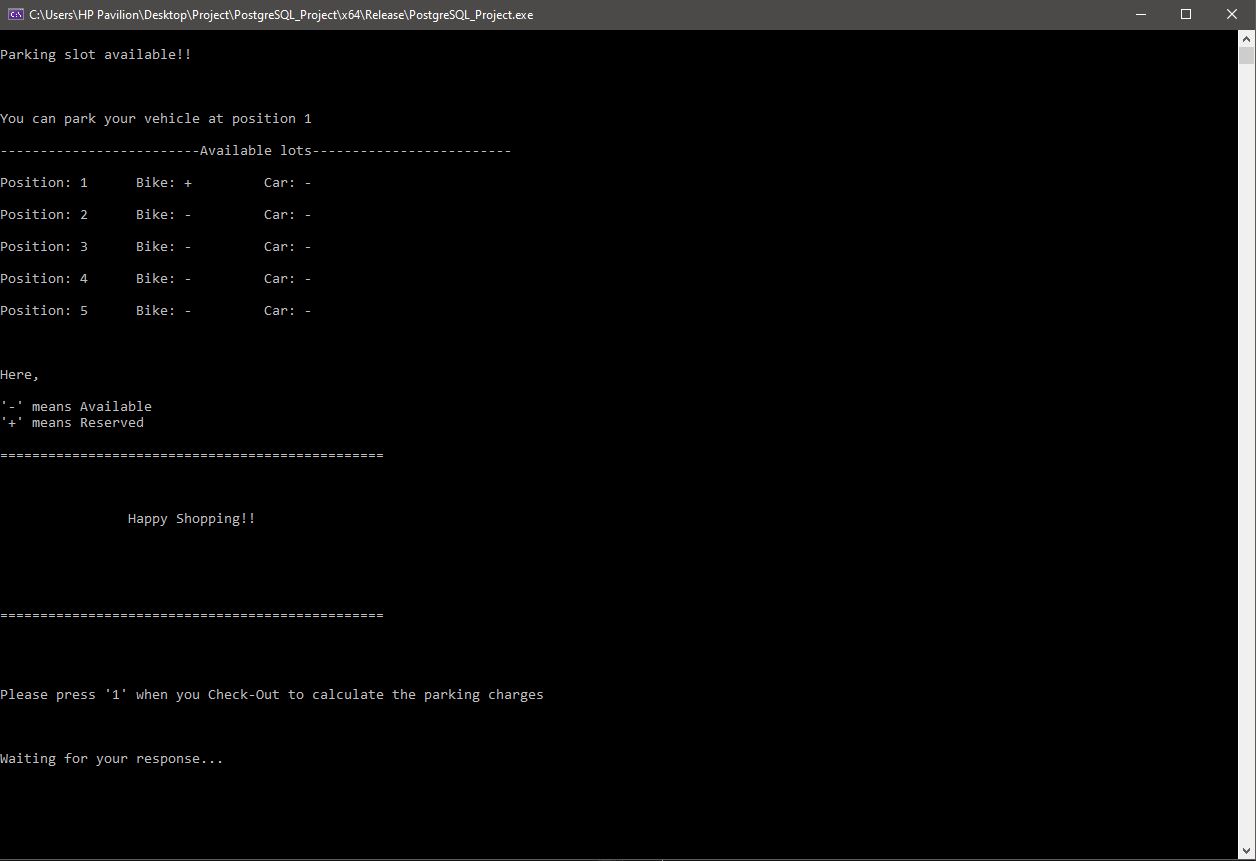 C:\Users\HP Pavilion\Desktop\Project\PostgreSQL_Project\x64\Release\PostgreSQL_Project.exe
Parking slot available!!
You can park your vehicle at position 1
-------------------------Available lots-------------------------
Position: 1      Bike: +         Car: -
Position: 2      Bike: -         Car: -
Position: 3      Bike: -         Car: -
Position: 4      Bike: -         Car: -
Position: 5      Bike: -         Car: -
Here,
'-' means Available
'+' means Reserved
================================================
Happy Shopping!!
================================================
Please press '1' when you Check-Out to calculate the parking charges
Waiting for your response...